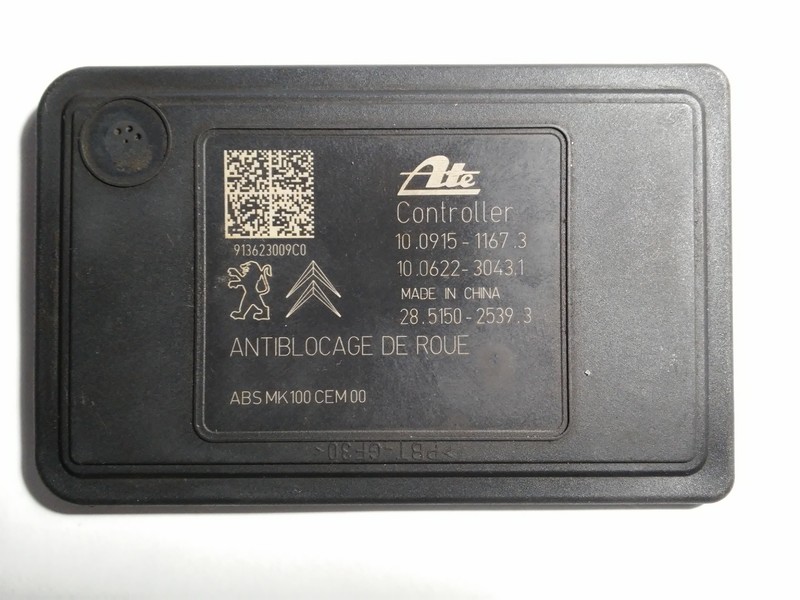 Ate
Controller
10.0915-1167.3
10.0622-3043.1
MADE IN CHINA
28.5150-2539.3
913623009C0
ANTIBLOCAGE DE ROUE
ABS MK100 CEM 00
>PBT-GF30<